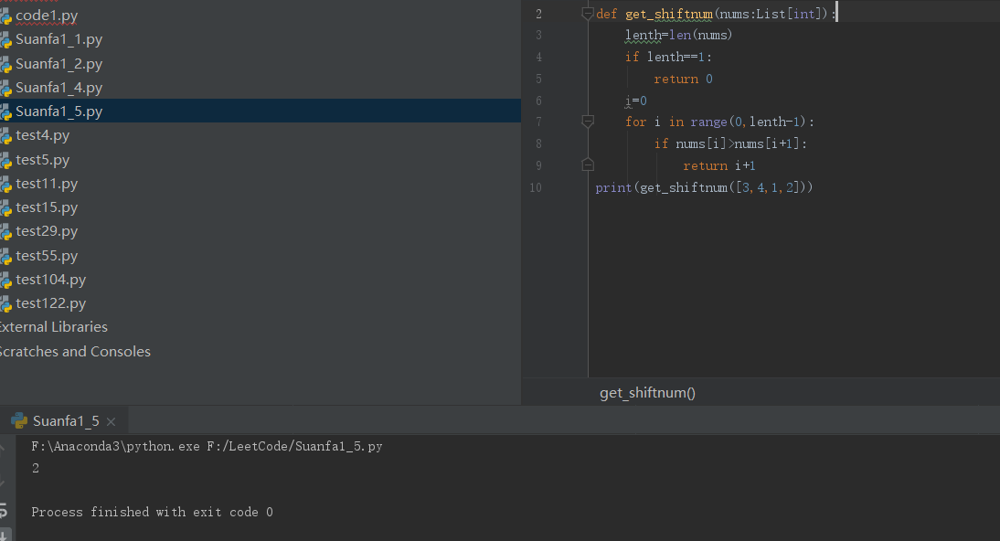 code1.py
Suanfa1_1.py
Suanfa1_2.py
Suanfa1_4.py
Suanfa1_5.py
test4.py
test5.py
test11.py
test15.py
test29.py
test55.py
test104.py
test122.py
External Libraries
Scratches and Consoles
2 def get_shiftnum(nums:List[int]):
3 lenth=len(nums)
4 if lenth==1:
5 return 0
6 i=0
7 for i in range(0,lenth-1):
8 if nums[i]>nums[i+1]:
9 return i+1
10 print(get_shiftnum([3,4,1,2]))
get_shiftnum()
Suanfa1_5
F:\Anaconda3\python.exe F:/LeetCode/Suanfa1_5.py
2
Process finished with exit code 0